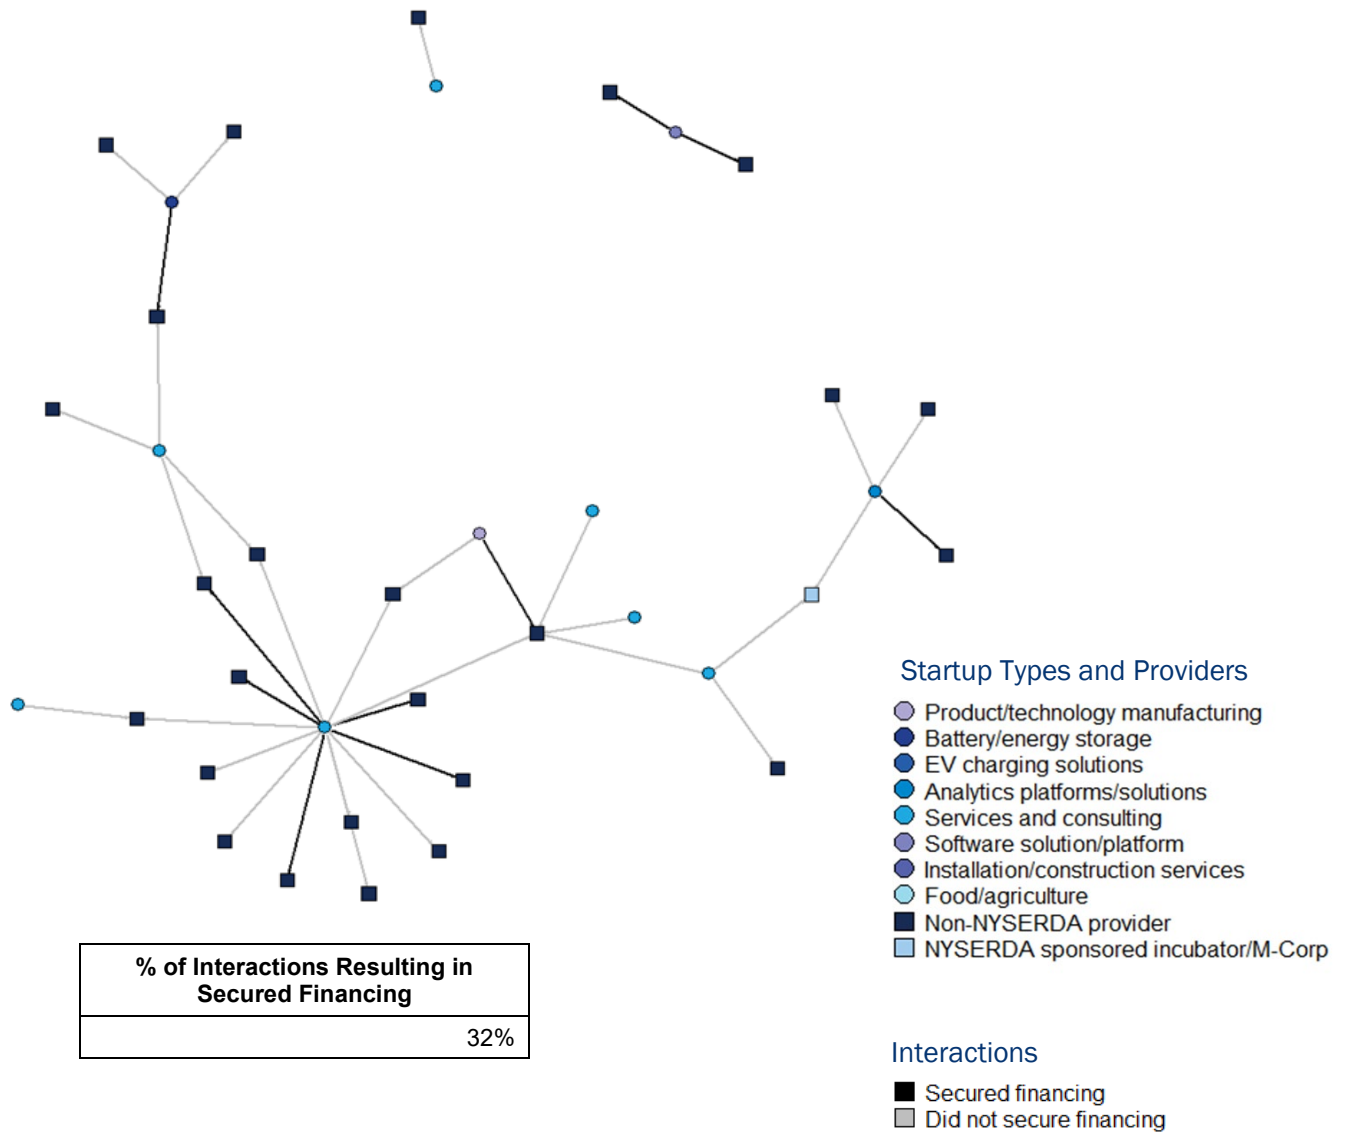 Startup Types and Providers
Product/technology manufacturing
Battery/energy storage
EV charging solutions
Analytics platforms/solutions
Services and consulting
Software solution/platform
Installation/construction services
Food/agriculture
Non-NYSERDA provider
NYSERDA sponsored incubator/M-Corp
% of Interactions Resulting in
Secured Financing
32%
Interactions
Secured financing
Did not secure financing